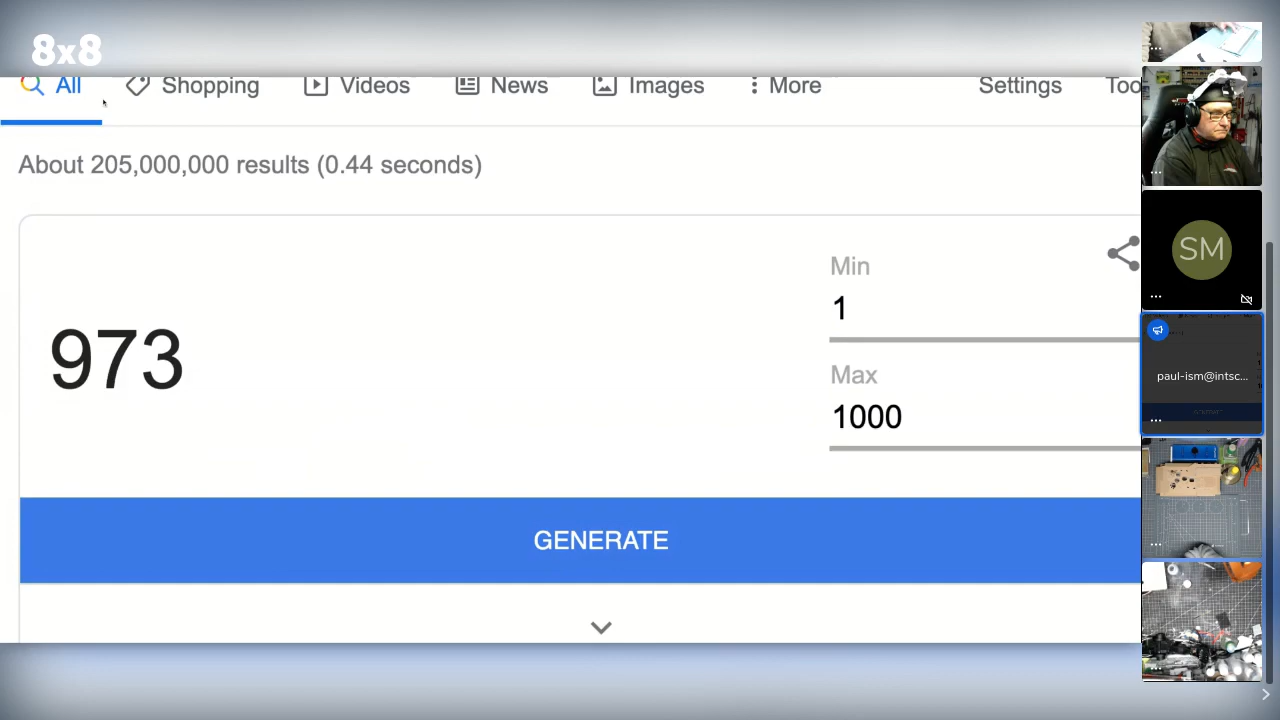 8x8
All Shopping Videos News Images More Settings Too
About 205,000,000 results (0.44 seconds)
Min
1
973
Max
1000
GENERATE
SM
paul-ism@intsc...